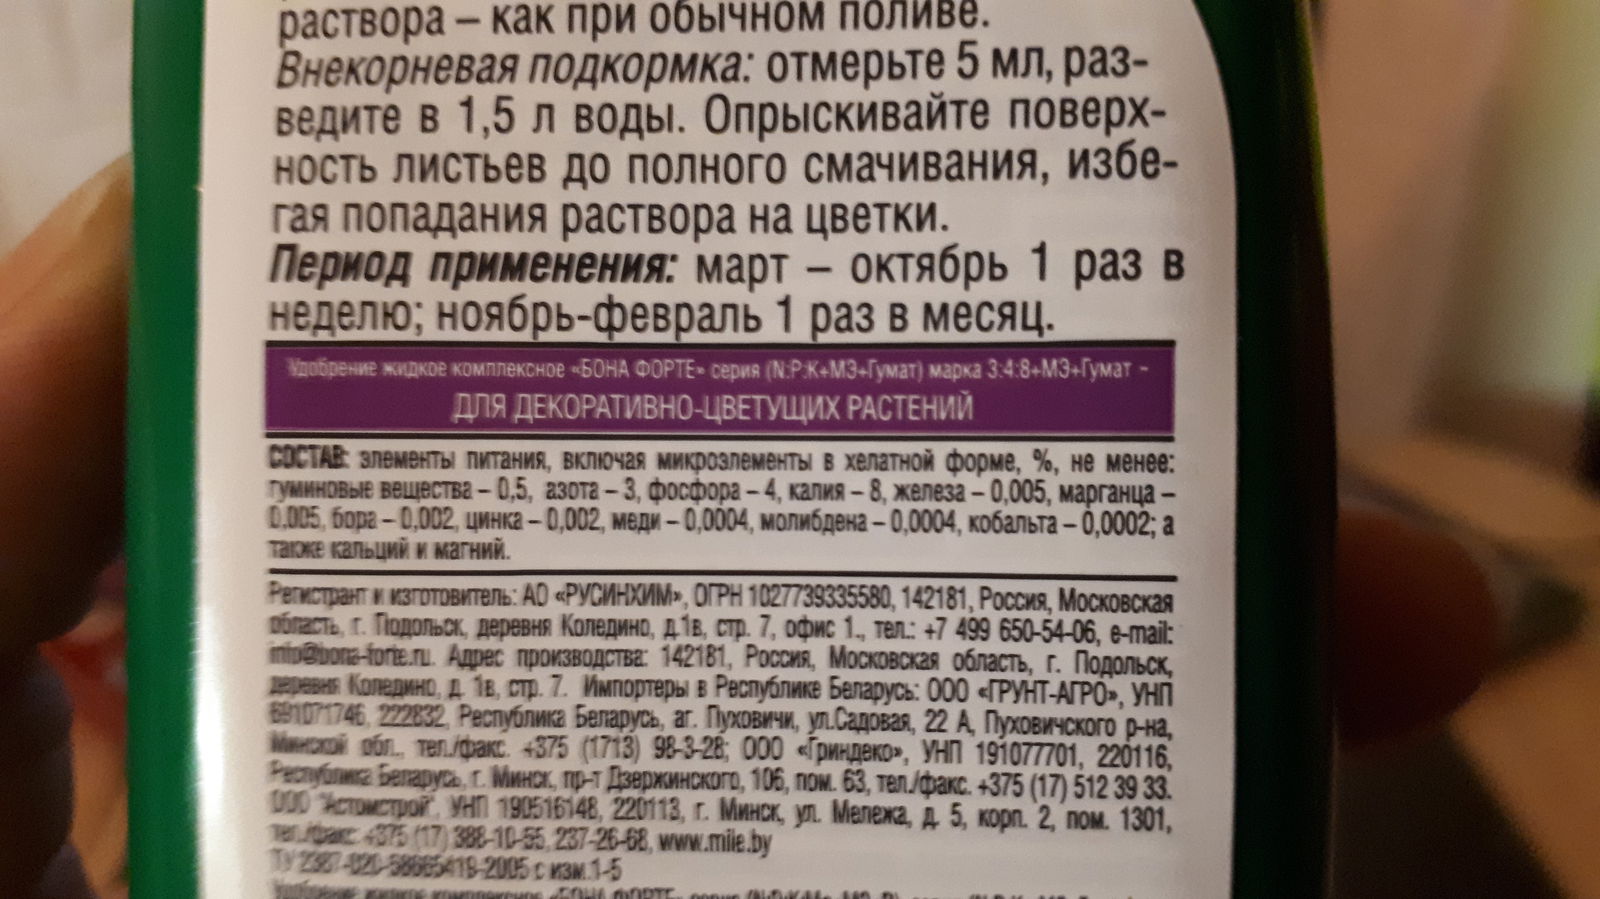 раствора – как при обычном поливе.
Внекорневая подкормка: отмерьте 5 мл, раз-
ведите в 1,5 л воды. Опрыскивайте поверх-
ность листьев до полного смачивания, избе-
гая попадания раствора на цветки.
Период применения: март – октябрь 1 раз в
неделю; ноябрь-февраль 1 раз в месяц.
Удобрение жидкое комплексное «БОНА ФОРТЕ» серия (N:P:K+МЭ+Гумат) марка 3:4:8+МЭ+Гумат -
ДЛЯ ДЕКОРАТИВНО-ЦВЕТУЩИХ РАСТЕНИЙ
СОСТАВ: элементы питания, включая микроэлементы в хелатной форме, %, не менее:
гуминовые вещества – 0,5, азота – 3, фосфора – 4, калия – 8, железа – 0,005, марганца –
0,005, бора – 0,002, цинка – 0,002, меди – 0,0004, молибдена – 0,0004, кобальта – 0,0002; а
также кальций и магний.
Регистрант и изготовитель: АО «РУСИНХИМ», ОГРН 1027739335580, 142181, Россия, Московская
область, г. Подольск, деревня Коледино, д.1в, стр. 7, офис 1., тел.: +7 499 650-54-06, e-mail:
info@bona-forte.ru. Адрес производства: 142181, Россия, Московская область, г. Подольск,
деревня Коледино, д. 1в, стр. 7. Импортеры в Республике Беларусь: ООО «ГРУНТ-АГРО», УНП
691071746, 222832, Республика Беларусь, аг. Пуховичи, ул.Садовая, 22 А, Пуховичского р-на,
Минской обл., тел./факс. +375 (1713) 98-3-28; ООО «Гриндеко», УНП 191077701, 220116,
Республика Беларусь, г. Минск, пр-т Дзержинского, 106, пом. 63, тел./факс. +375 (17) 512 39 33.
ООО "Астомстрой", УНП 190516148, 220113, г. Минск, ул. Мележа, д. 5, корп. 2, пом. 1301,
тел./факс: +375 (17) 388-10-55, 237-26-68, www.mile.by
ТУ 2387-020-58665419-2005 с изм.1-5
Удобрение жидкое комплексное «БОНА ФОРТЕ» серия